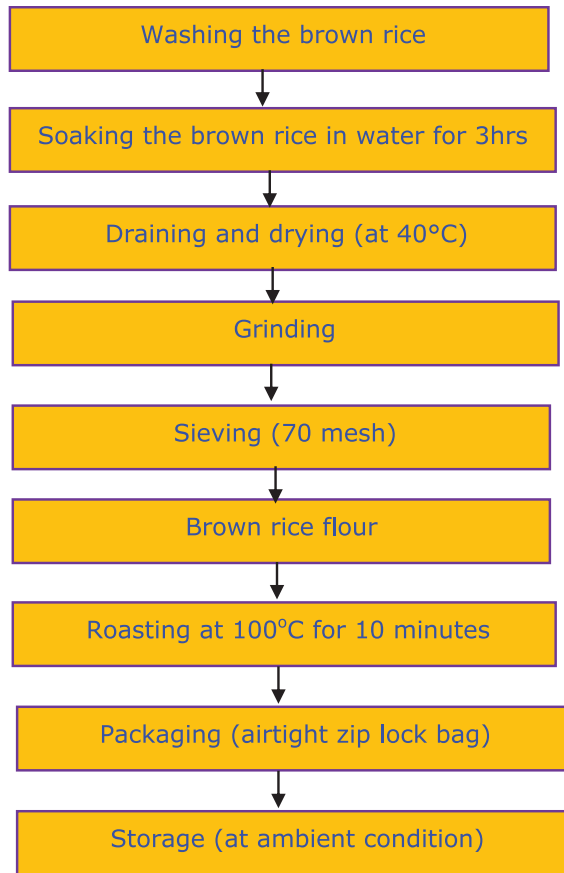 Washing the brown rice
Soaking the brown rice in water for 3hrs
Draining and drying (at 40°C)
Grinding
Sieving (70 mesh)
Brown rice flour
Roasting at 100°C for 10 minutes
Packaging (airtight zip lock bag)
Storage (at ambient condition)